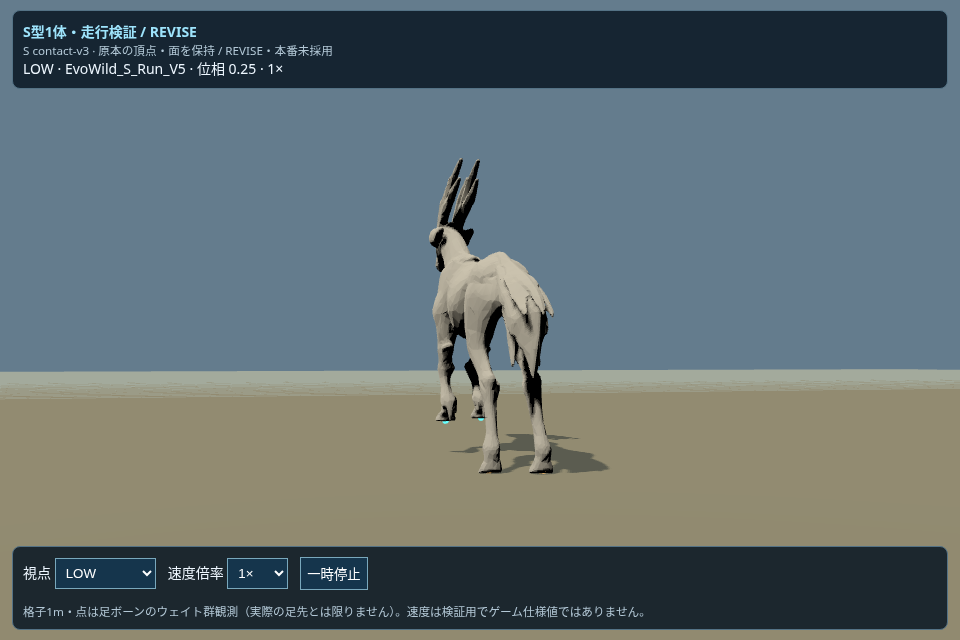 S型1体・走行検証 / REVISE
S contact-v3 · 原本の頂点・面を保持 / REVISE・本番未採用
LOW · EvoWild_S_Run_V5 · 位相 0.25 · 1×
視点 LOW 速度倍率 1× 一時停止
格子1m・点は足ボーンのウェイト群観測（実際の足先とは限りません）。速度は検証用でゲーム仕様値ではありません。